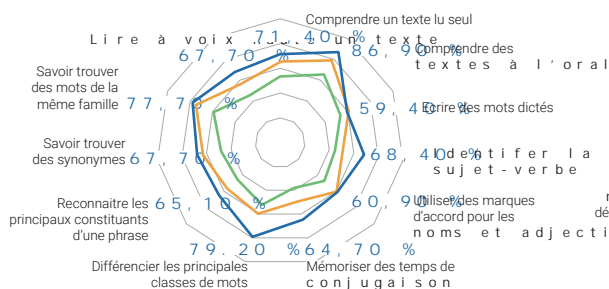 Comprendre un texte lu seul
Lire à voix haute un texte
71,40 %
86,90 %
Comprendre des
textes à l'oral
59,40 %
Ecrire des mots dictés
68,40 %
Identifer la
sujet-verbe
60,90 %
Utiliser des marques
d'accord pour les
noms et adjecti
64,70 %
Mémoriser des temps de
conjugaison
79.20 %
Différencier les principales
classes de mots
65,10 %
Reconnaitre les
principaux constituants
d'une phrase
67,70 %
Savoir trouver
des synonymes
77,70 %
Savoir trouver
des mots de la
même famille
67,70 %